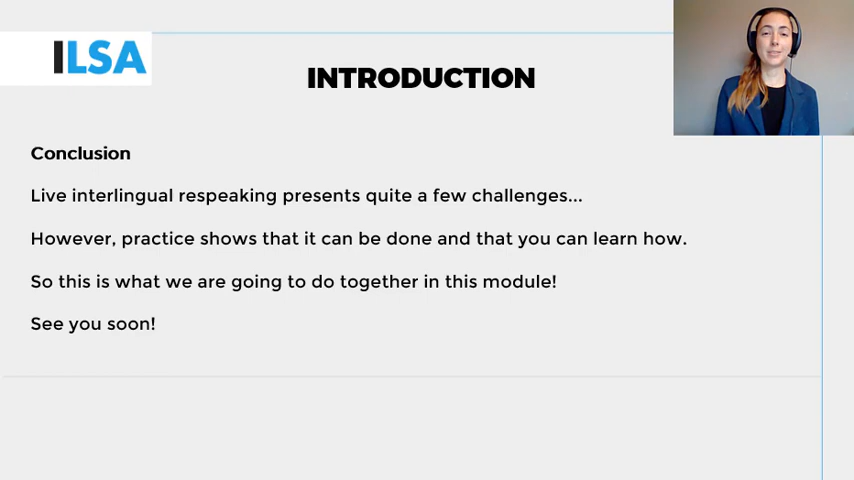 ILSA
INTRODUCTION
Conclusion
Live interlingual respeaking presents quite a few challenges...
However, practice shows that it can be done and that you can learn how.
So this is what we are going to do together in this module!
See you soon!